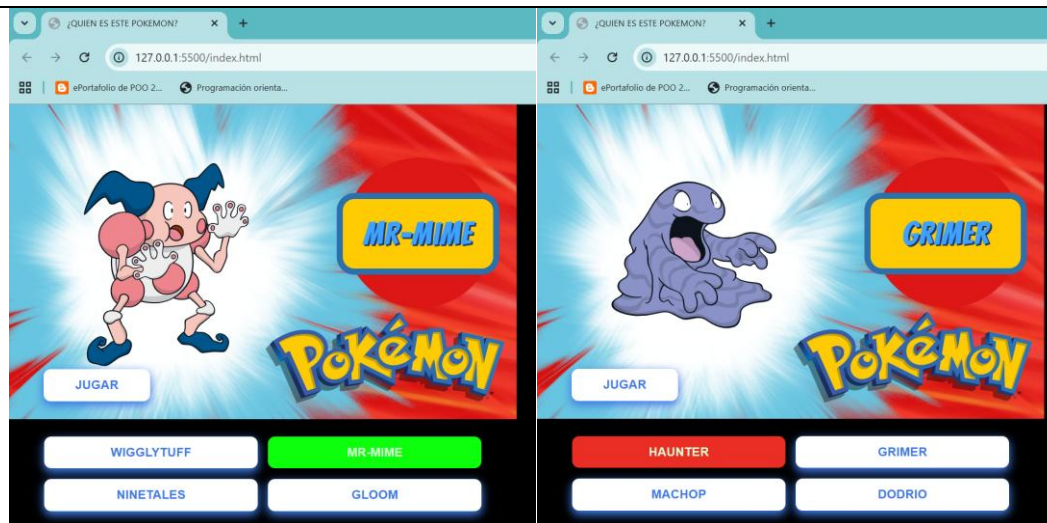 ¿QUIEN ES ESTE POKEMON?
127.0.0.1:5500/index.html
ePortafolio de POO 2... Programación orienta...
MR-MIME
POKéMON
JUGAR
WIGGLYTUFF MR-MIME
NINETALES GLOOM
¿QUIEN ES ESTE POKEMON?
127.0.0.1:5500/index.html
ePortafolio de POO 2... Programación orienta...
GRIMER
POKéMON
JUGAR
HAUNTER GRIMER
MACHOP DODRIO